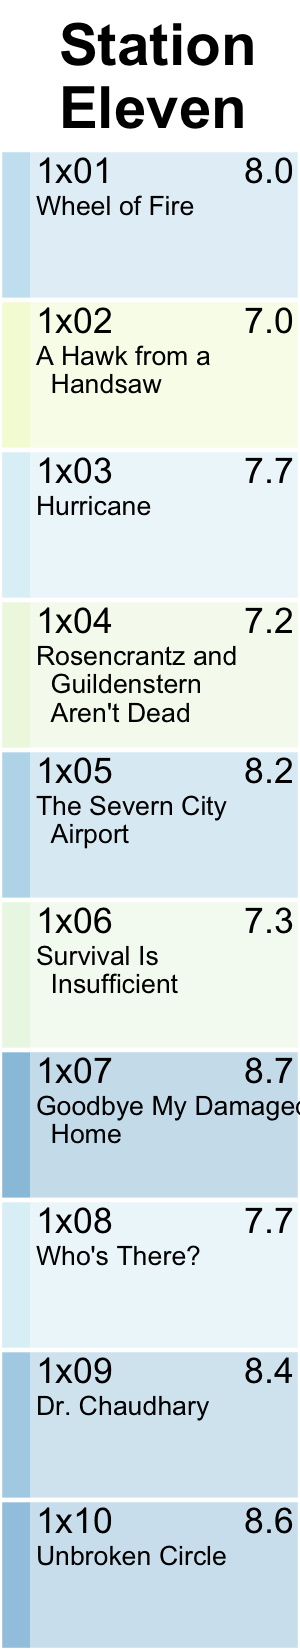 Station
Eleven
1x01 8.0
Wheel of Fire
1x02 7.0
A Hawk from a
Handsaw
1x03 7.7
Hurricane
1x04 7.2
Rosencrantz and
Guildenstern
Aren't Dead
1x05 8.2
The Severn City
Airport
1x06 7.3
Survival Is
Insufficient
1x07 8.7
Goodbye My Damaged
Home
1x08 7.7
Who's There?
1x09 8.4
Dr. Chaudhary
1x10 8.6
Unbroken Circle